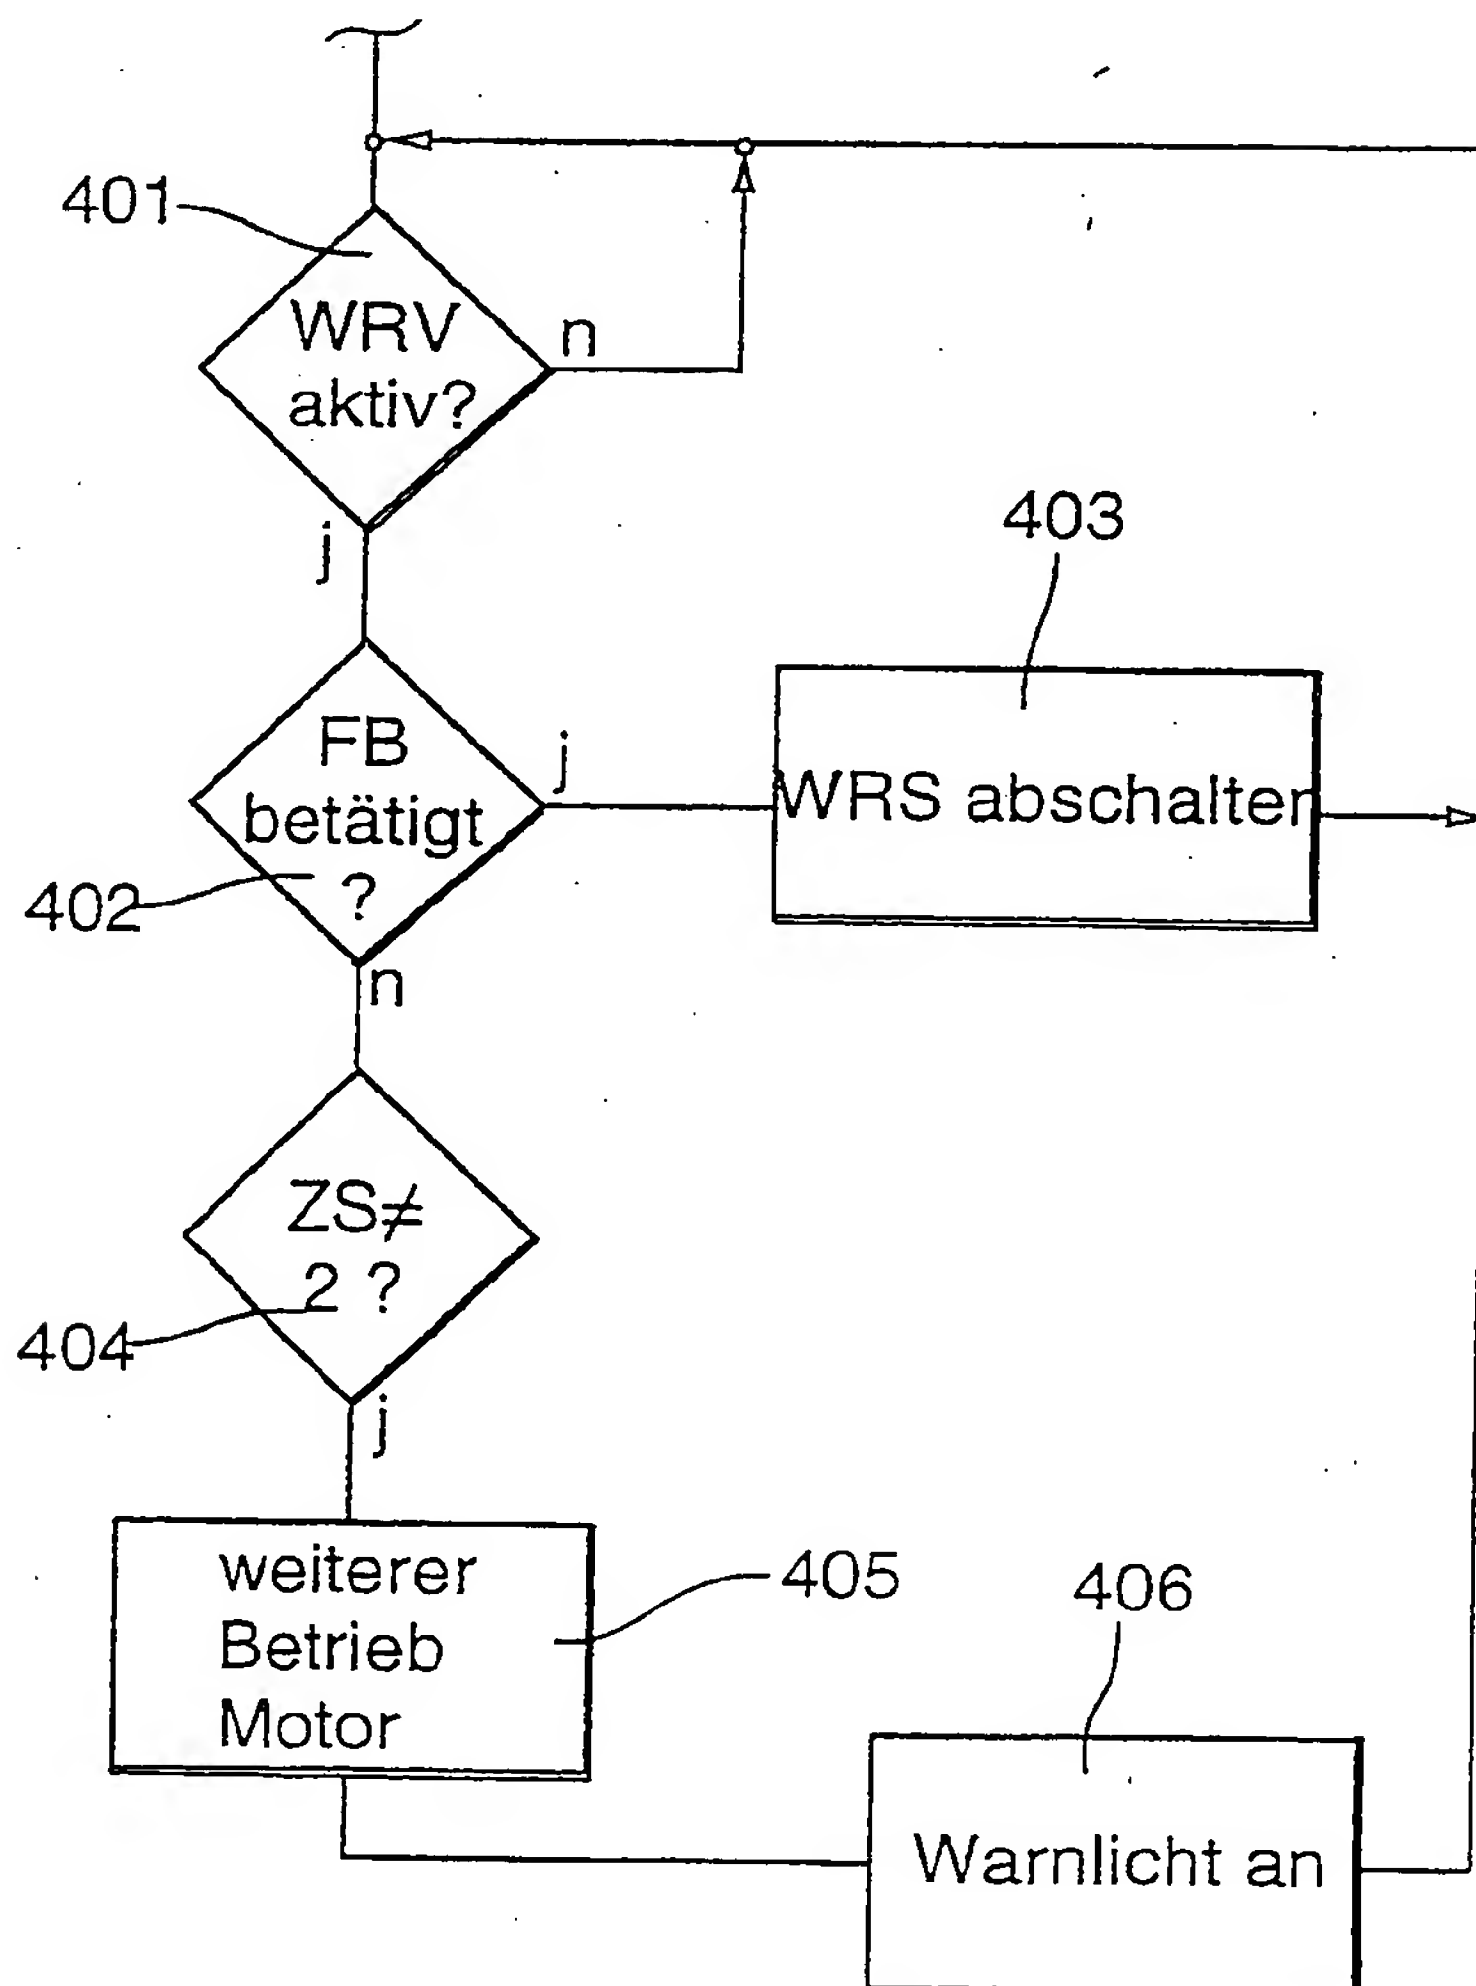 401
WRV
aktiv?
n
j
403
FB
betätigt
?
j
WRS abschalten
402
n
ZS≠
2 ?
404
j
weiterer
Betrieb
Motor
405
406
Warnlicht an